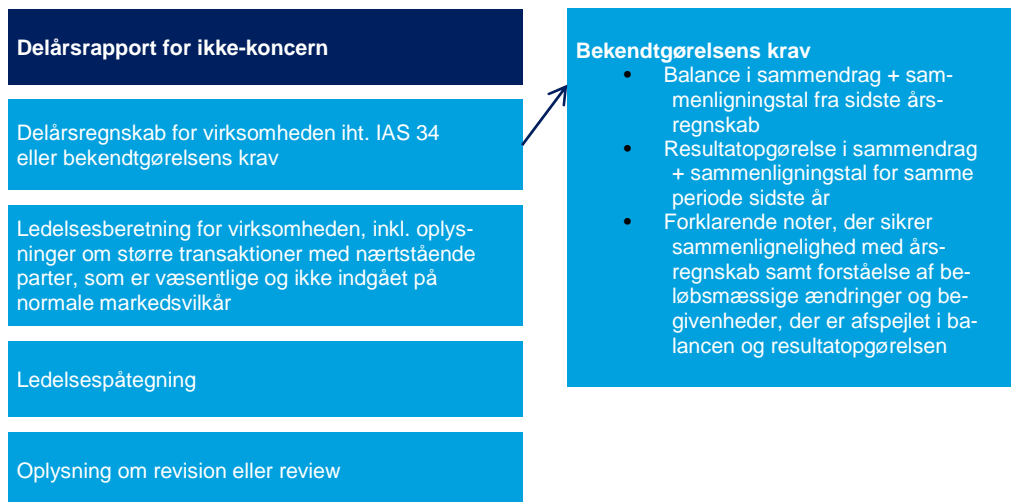 Delårsrapport for ikke-koncern
Delårsregnskab for virksomheden iht. IAS 34
eller bekendtgørelsens krav
Ledelsesberetning for virksomheden, inkl. oplys-
ninger om større transaktioner med nærtstående
parter, som er væsentlige og ikke indgået på
normale markedsvilkår
Ledelsespåtegning
Oplysning om revision eller review
Bekendtgørelsens krav
• Balance i sammendrag + sam-
menligningstal fra sidste års-
regnskab
• Resultatopgørelse i sammendrag
+ sammenligningstal for samme
periode sidste år
• Forklarende noter, der sikrer
sammenlignelighed med års-
regnskab samt forståelse af be-
løbsmæssige ændringer og be-
givenheder, der er afspejlet i ba-
lancen og resultatopgørelsen